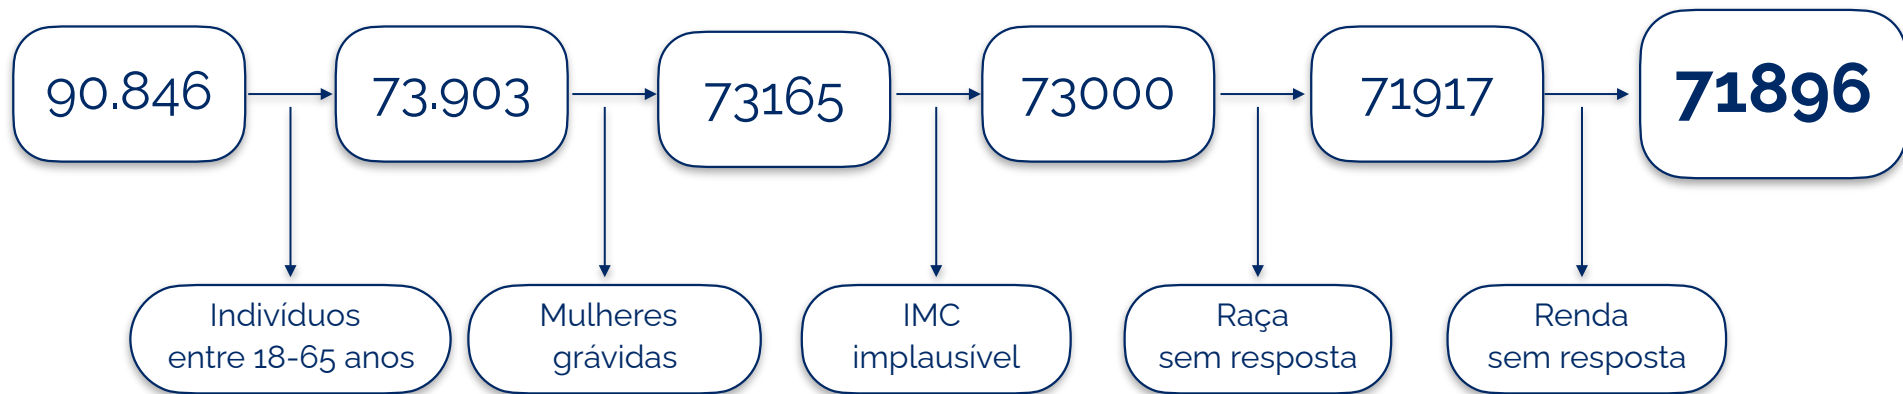 90.846
73.903
73165
73000
71917
71896
Indivíduos
entre 18-65 anos
Mulheres
grávidas
IMC
implausível
Raça
sem resposta
Renda
sem resposta